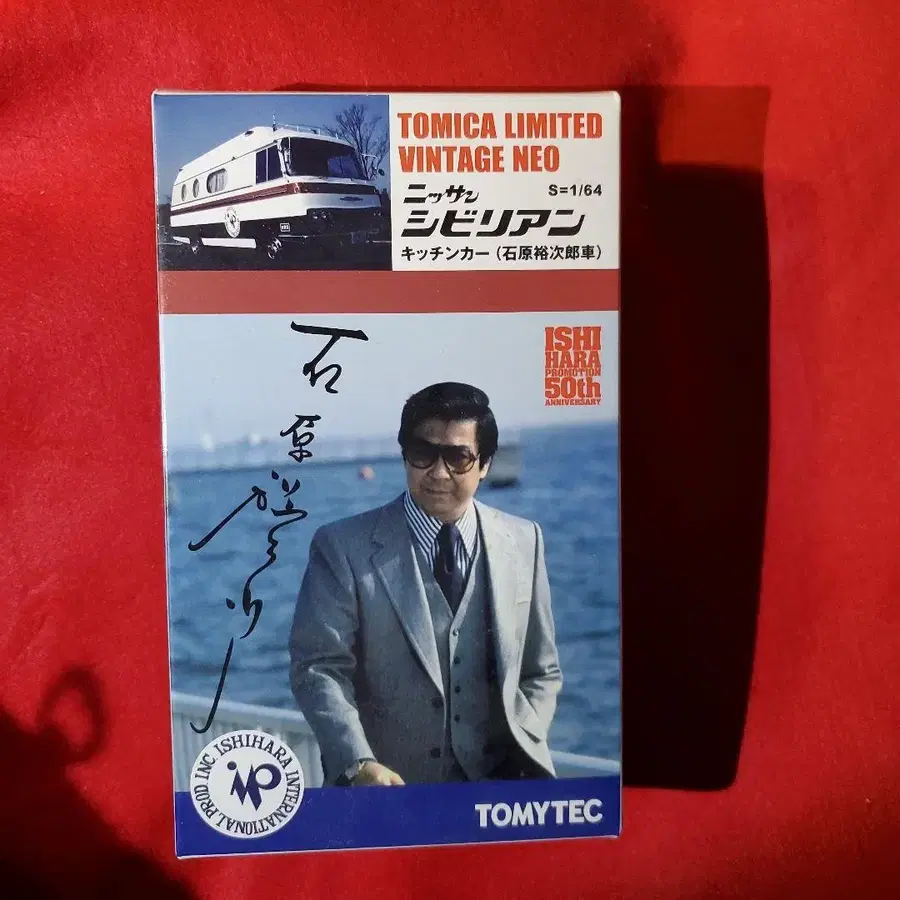 TOMICA LIMITED
VINTAGE NEO
ニッサン
S=1/64
シビリアン
キッチンカー（石原裕次郎車）
ISHI
HARA
PROMOTION
50th
ANNIVERSARY
石原裕次郎
ISHIHARA INTERNATIONAL PROD. INC.
IMP
TOMYTEC